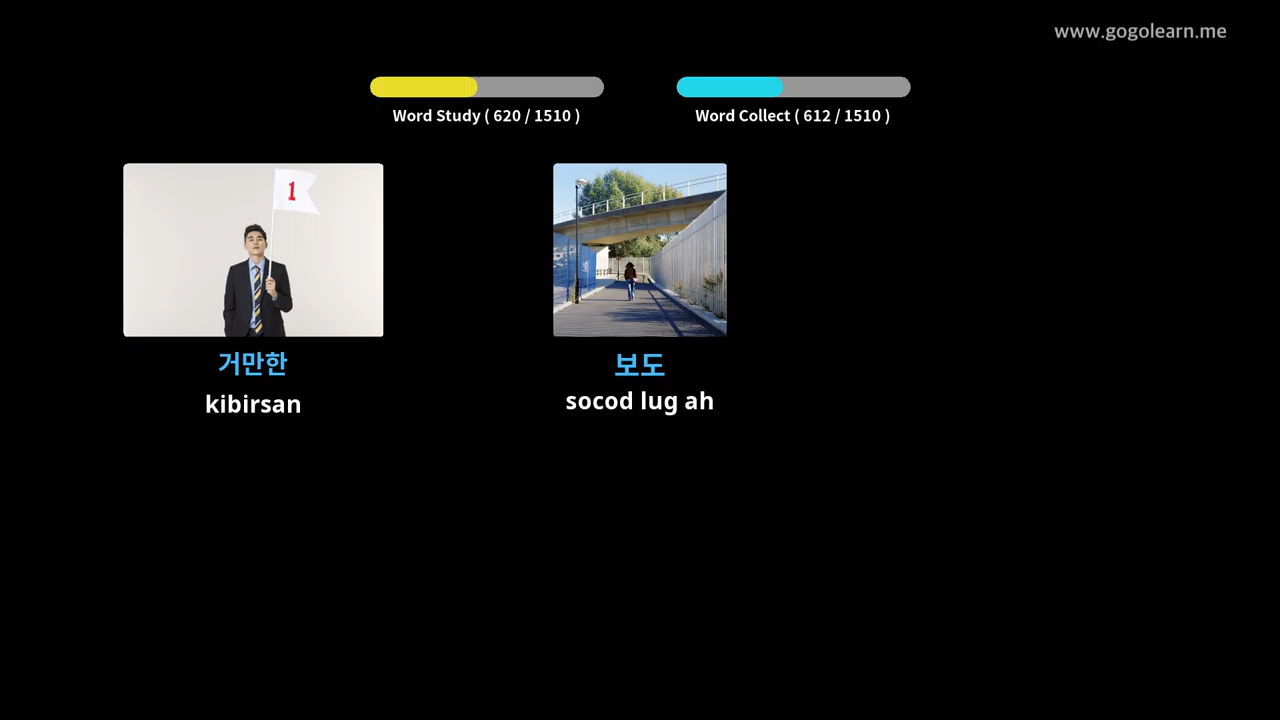 www.gogolearn.me
Word Study ( 620 / 1510 )
Word Collect ( 612 / 1510 )
1
거만한
kibirsan
보도
socod lug ah